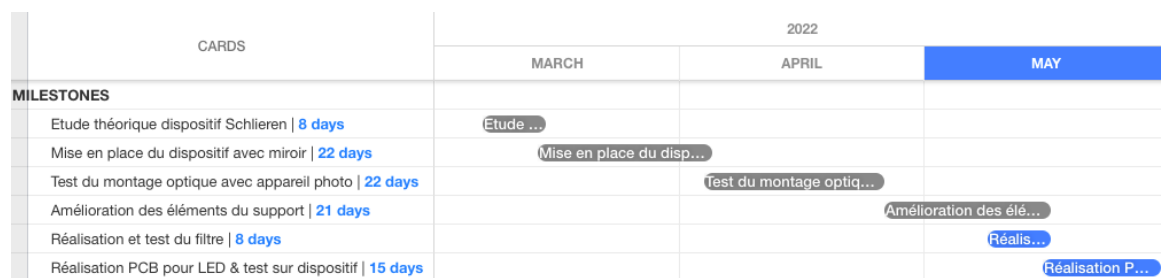 2022
CARDS
MARCH APRIL MAY
MILESTONES
Etude théorique dispositif Schlieren | 8 days Etude ...
Mise en place du dispositif avec miroir | 22 days Mise en place du disp...
Test du montage optique avec appareil photo | 22 days Test du montage optiq...
Amélioration des éléments du support | 21 days Amélioration des élé...
Réalisation et test du filtre | 8 days Réalis...
Réalisation PCB pour LED & test sur dispositif | 15 days Réalisation P...